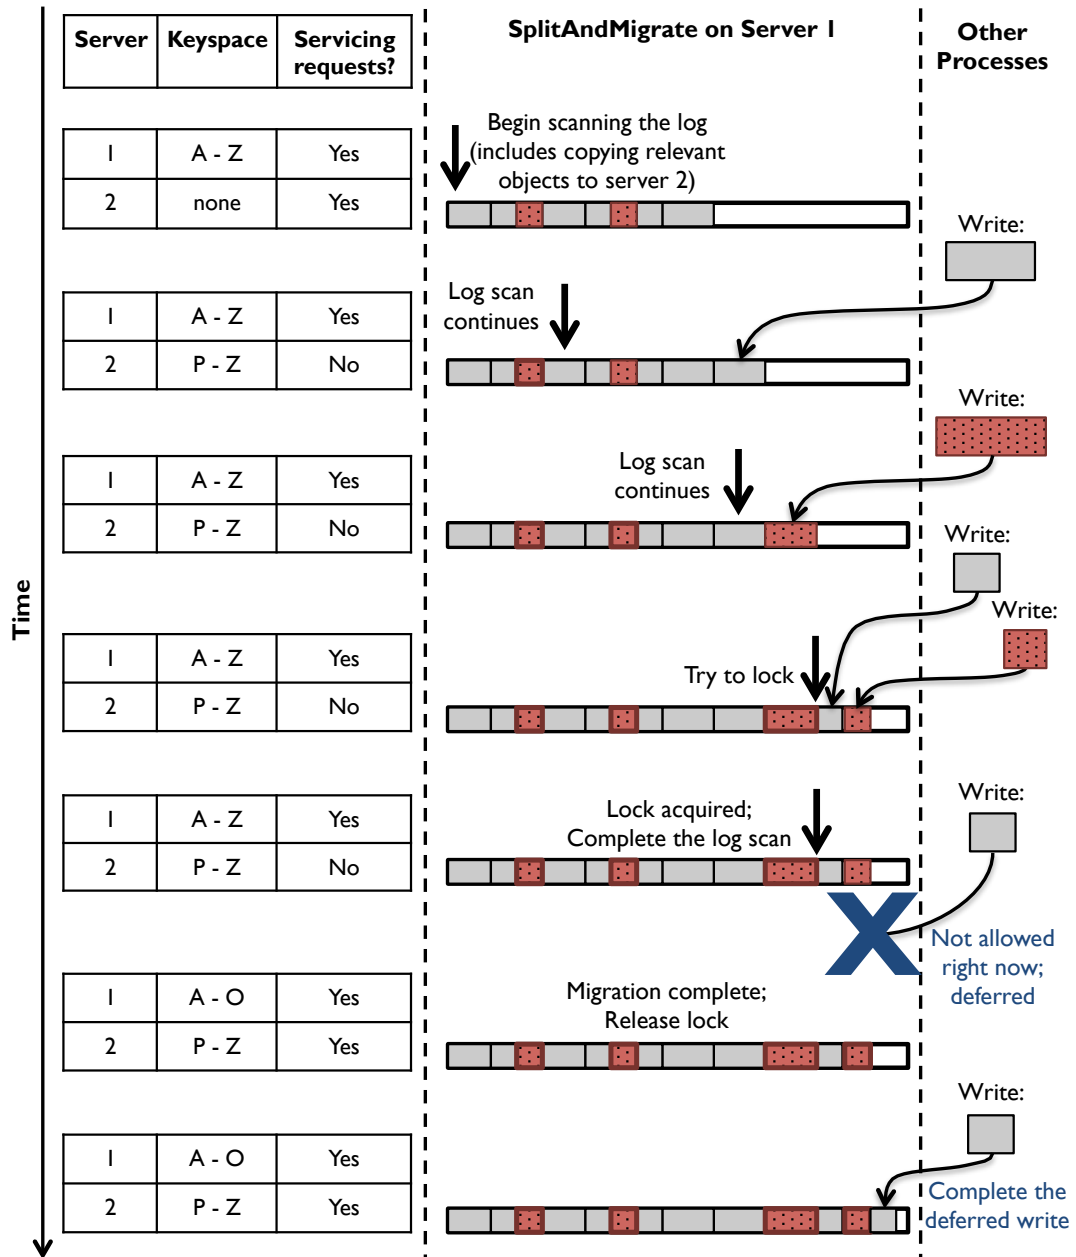 Server Keyspace Servicing
requests?
SplitAndMigrate on Server 1
Other
Processes
Time
1 A - Z Yes
2 none Yes
Begin scanning the log
(includes copying relevant
objects to server 2)
Write:
1 A - Z Yes
2 P - Z No
Log scan
continues
Write:
1 A - Z Yes
2 P - Z No
Log scan
continues
Write:
Write:
1 A - Z Yes
2 P - Z No
Try to lock
1 A - Z Yes
2 P - Z No
Lock acquired;
Complete the log scan
Write:
X
Not allowed
right now;
deferred
1 A - O Yes
2 P - Z Yes
Migration complete;
Release lock
Write:
1 A - O Yes
2 P - Z Yes
Complete the
deferred write